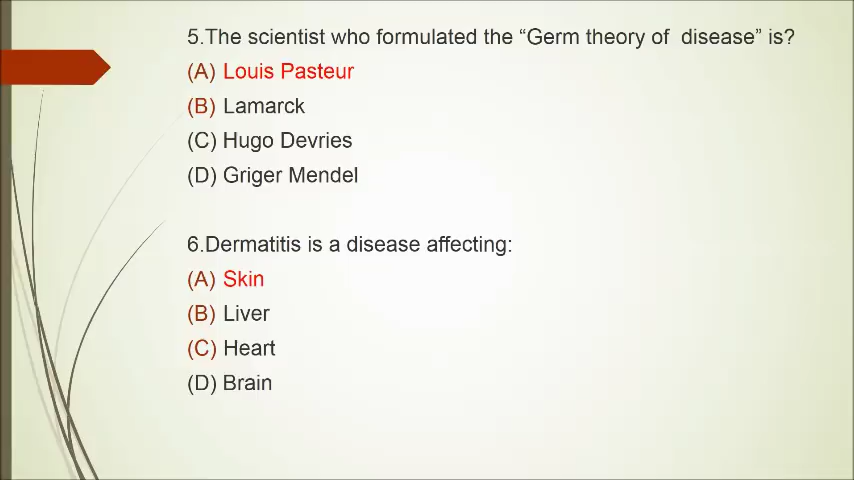 5.The scientist who formulated the “Germ theory of disease” is?
(A) Louis Pasteur
(B) Lamarck
(C) Hugo Devries
(D) Griger Mendel
6.Dermatitis is a disease affecting:
(A) Skin
(B) Liver
(C) Heart
(D) Brain